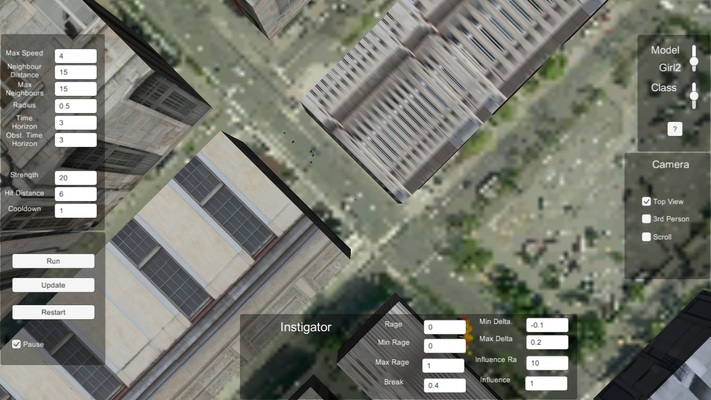 Max Speed 4
Neighbour Distance 15
Max Neighbours 15
Radius 0.5
Time Horizon 3
Obst. Time Horizon 3
Strength 20
Hit Distance 6
Cooldown 1
Run
Update
Restart
Pause
Instigator
Rage 0
Min Rage 0
Max Rage 1
Break 0.4
Min Delta. -0.1
Max Delta 0.2
Influence Ra 10
Influence 1
Model
Girl2
Class
?
Camera
Top View
3rd Person
Scroll